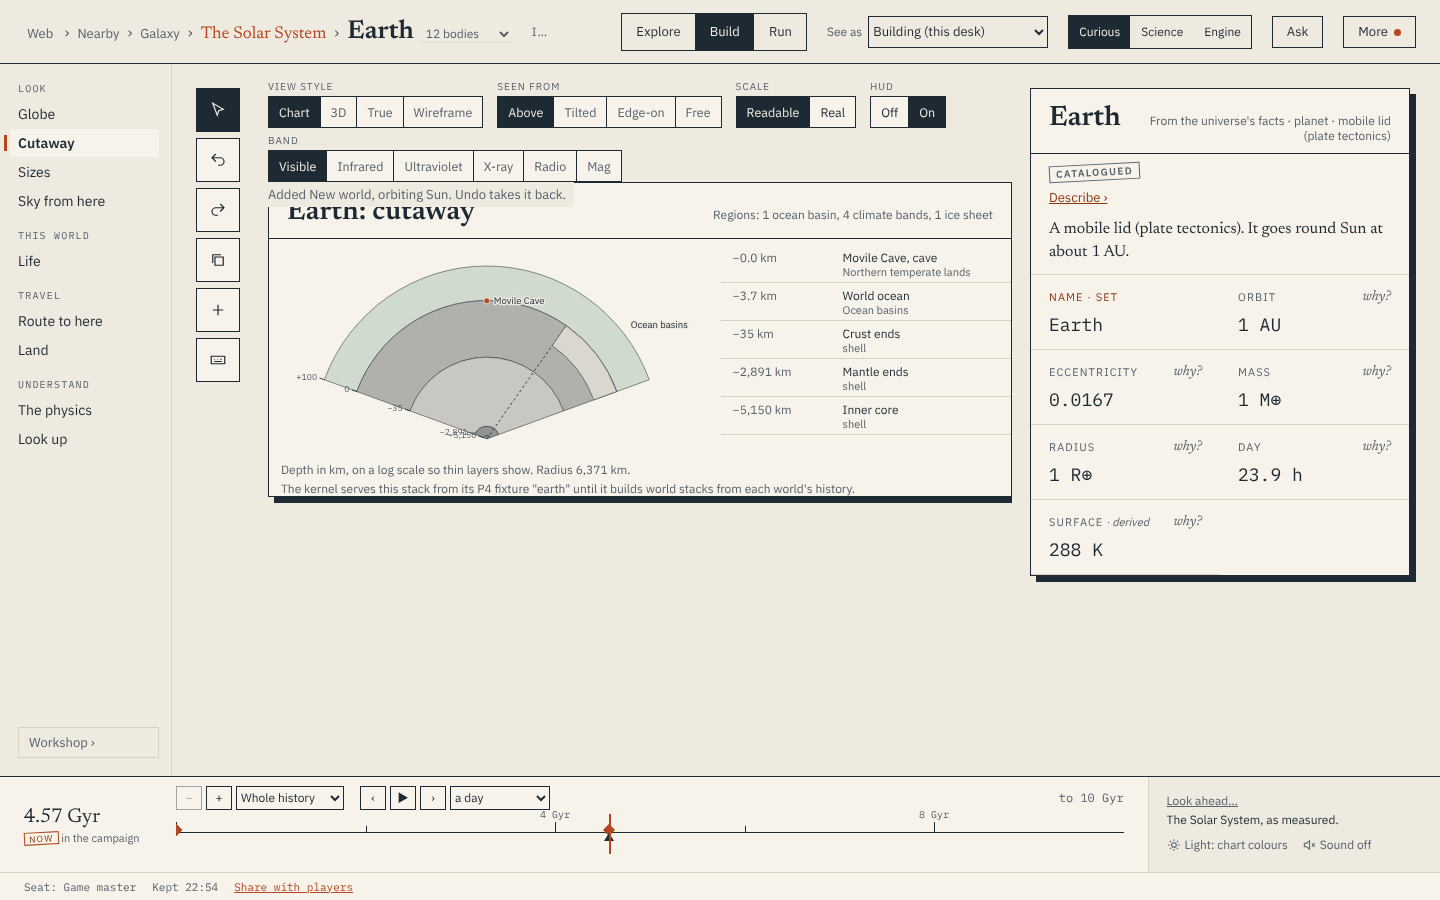 Web › Nearby › Galaxy › The Solar System › Earth 12 bodies I...
Explore Build Run See as Building (this desk) Curious Science Engine Ask More
LOOK
Globe
Cutaway
Sizes
Sky from here
THIS WORLD
Life
TRAVEL
Route to here
Land
UNDERSTAND
The physics
Look up
Workshop ›
VIEW STYLE SEEN FROM SCALE HUD
Chart 3D True Wireframe Above Tilted Edge-on Free Readable Real Off On
BAND
Visible Infrared Ultraviolet X-ray Radio Mag
Added New world, orbiting Sun. Undo takes it back.
Earth: cutaway
Regions: 1 ocean basin, 4 climate bands, 1 ice sheet
Movile Cave
Ocean basins
+100
0
−35
−2,891
−5,150
−0.0 km Movile Cave, cave
Northern temperate lands
−3.7 km World ocean
Ocean basins
−35 km Crust ends
shell
−2,891 km Mantle ends
shell
−5,150 km Inner core
shell
Depth in km, on a log scale so thin layers show. Radius 6,371 km.
The kernel serves this stack from its P4 fixture "earth" until it builds world stacks from each world's history.
Earth
From the universe's facts · planet · mobile lid
(plate tectonics)
CATALOGUED
Describe ›
A mobile lid (plate tectonics). It goes round Sun at
about 1 AU.
NAME · SET ORBIT why?
Earth 1 AU
ECCENTRICITY why? MASS why?
0.0167 1 M⊕
RADIUS why? DAY why?
1 R⊕ 23.9 h
SURFACE · derived why?
288 K
4.57 Gyr
NOW in the campaign
− + Whole history ‹ ▶ › a day
to 10 Gyr
4 Gyr 8 Gyr
Look ahead...
The Solar System, as measured.
Light: chart colours Sound off
Seat: Game master Kept 22:54 Share with players